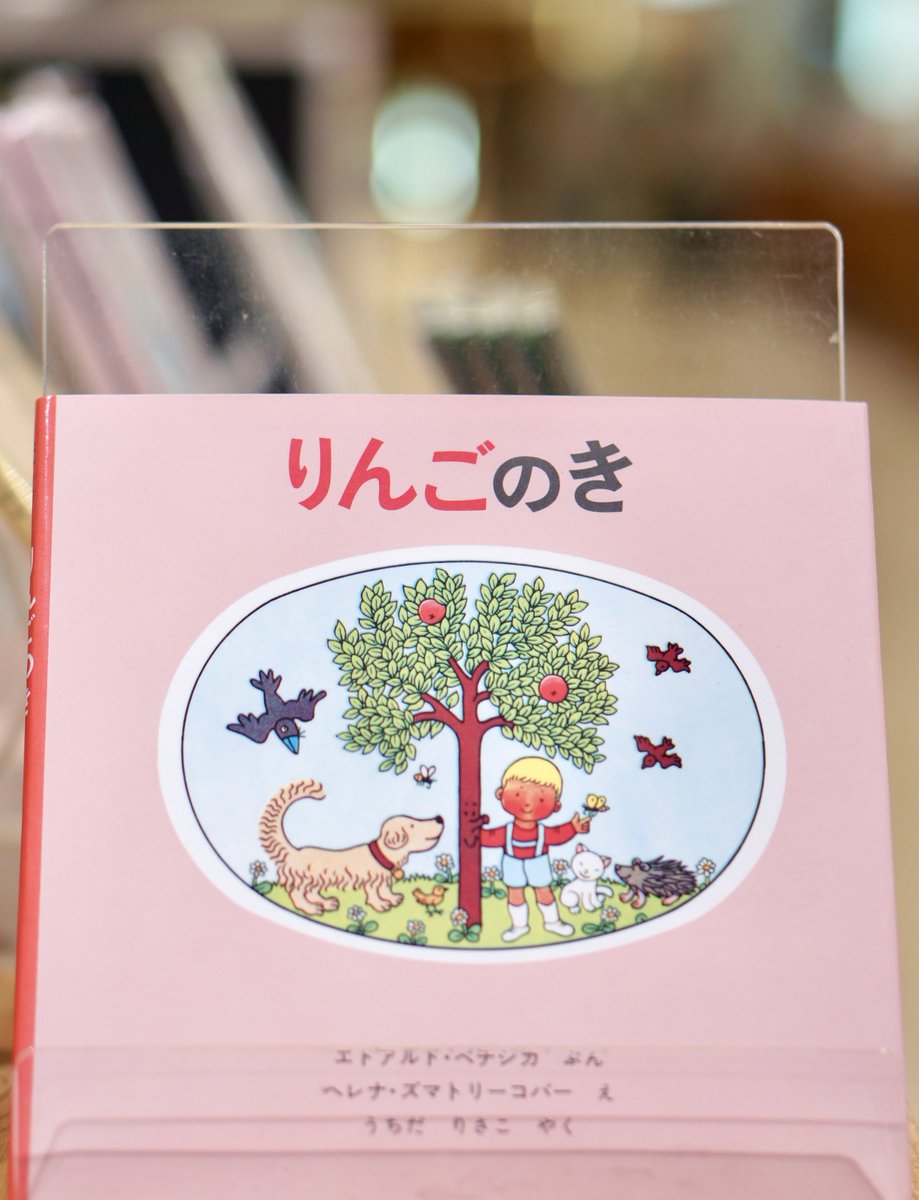 りんごのき
エドアルド・ペチシカ ぶん
ヘレナ・ズマトリーコバー え
うちだ りさこ やく